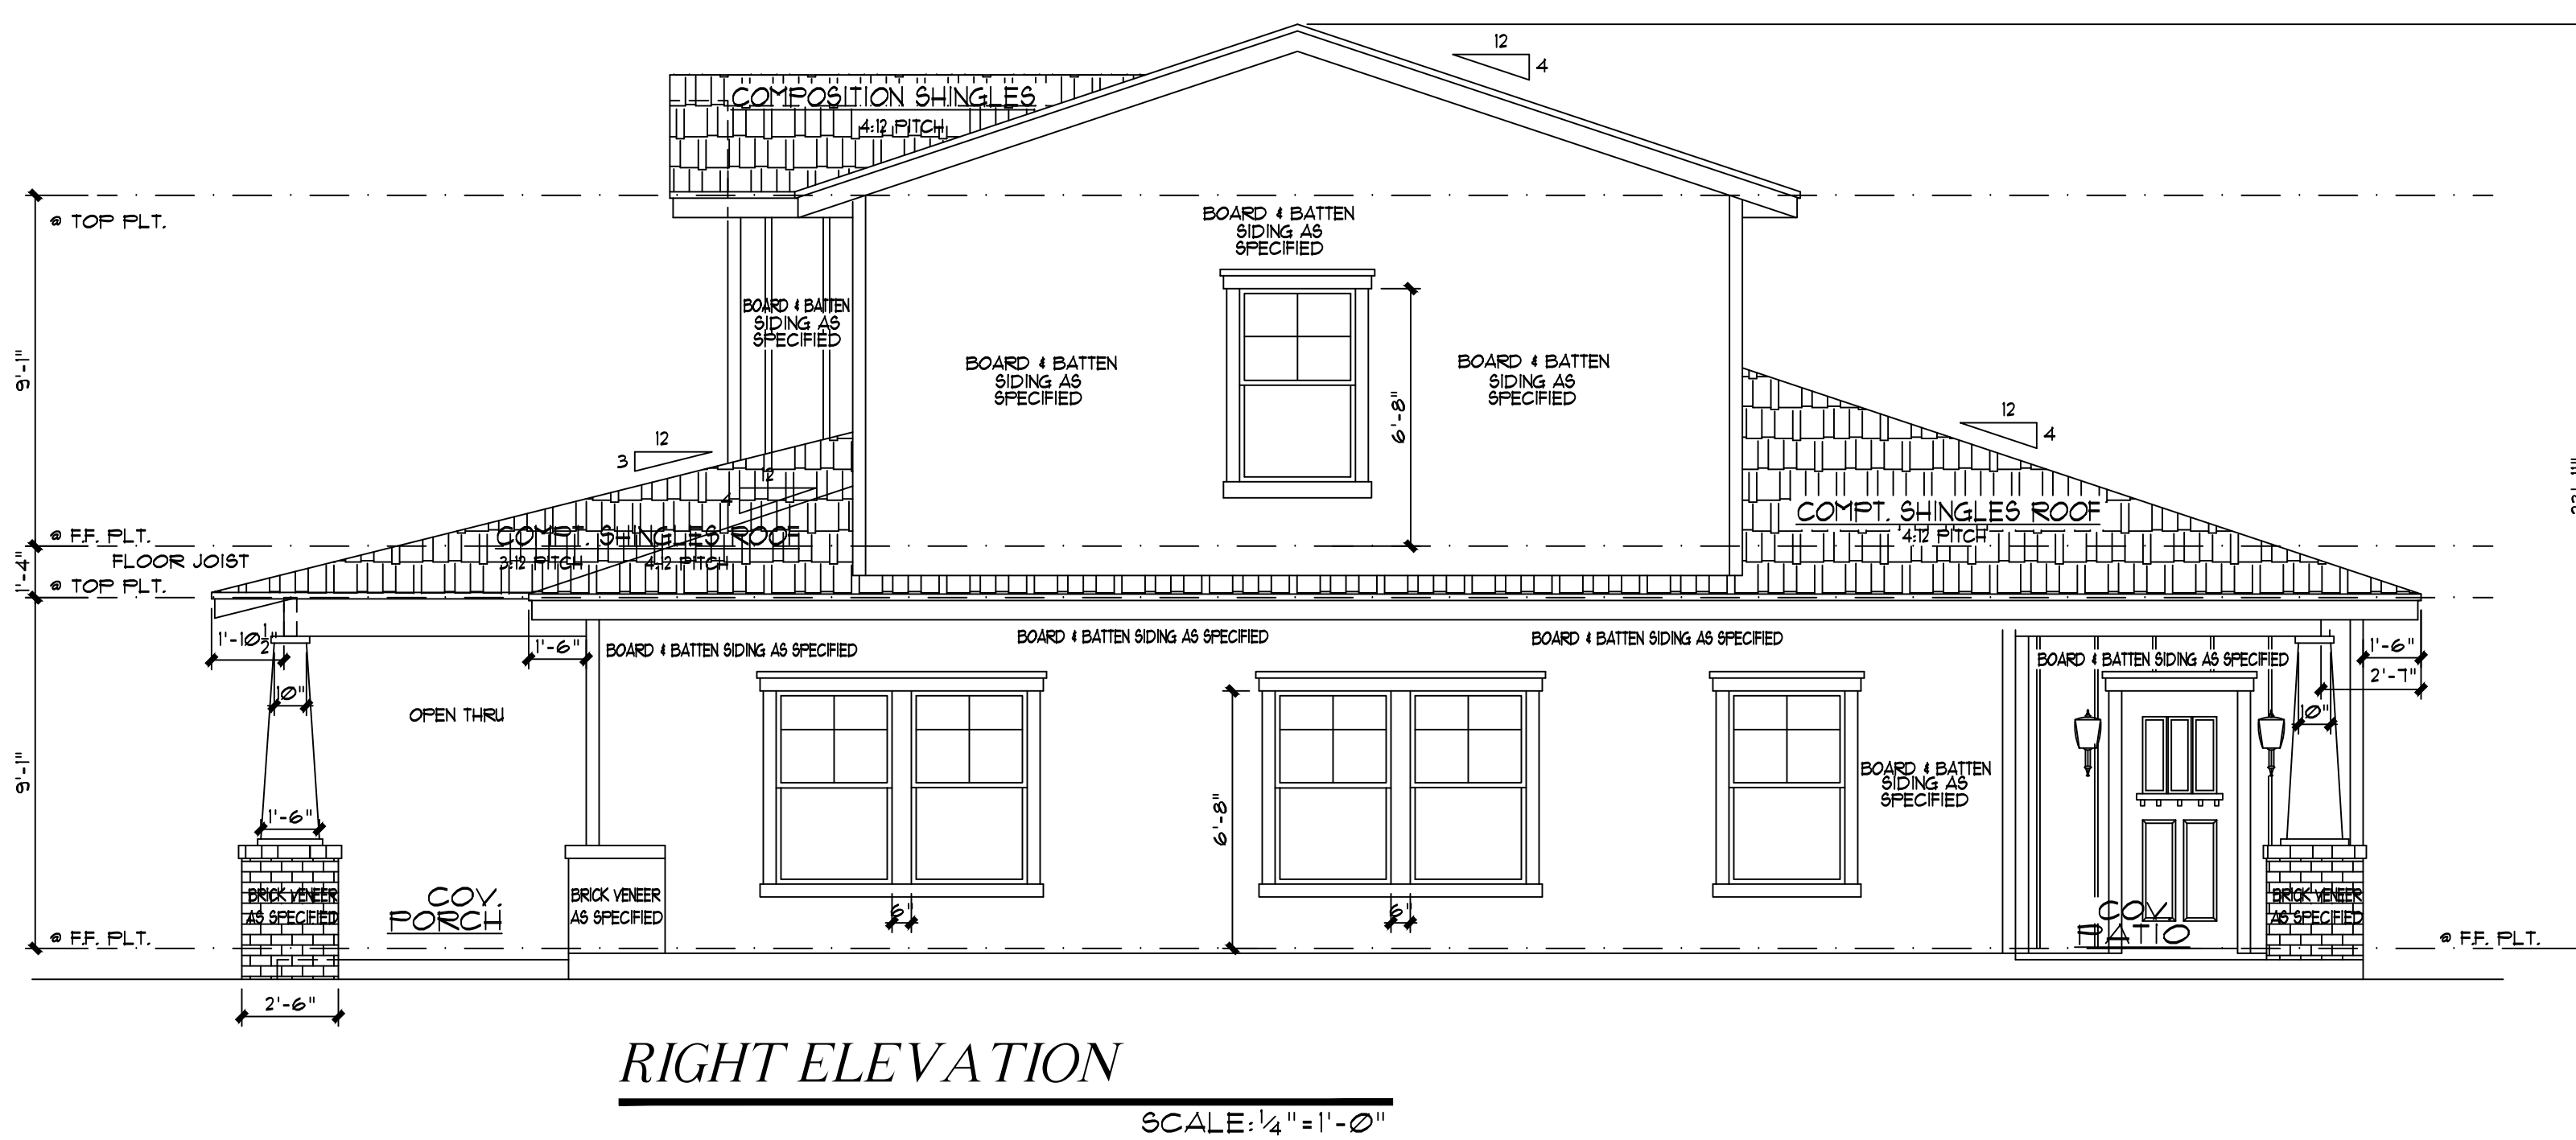 12
4
COMPOSITION SHINGLES
4:12 PITCH
@ TOP PLT.
BOARD & BATTEN
SIDING AS
SPECIFIED
BOARD & BATTEN
SIDING AS
SPECIFIED
9'-1"
BOARD & BATTEN
SIDING AS
SPECIFIED
BOARD & BATTEN
SIDING AS
SPECIFIED
6'-8"
12
3
12
4
12
4
@ F.F. PLT.
FLOOR JOIST
1'-4"
@ TOP PLT.
COMPT. SHINGLES ROOF
3:12 PITCH
4:12 PITCH
COMPT. SHINGLES ROOF
4:12 PITCH
1'-10 1/2"
1'-6"
BOARD & BATTEN SIDING AS SPECIFIED
BOARD & BATTEN SIDING AS SPECIFIED
BOARD & BATTEN SIDING AS SPECIFIED
BOARD & BATTEN SIDING AS SPECIFIED
1'-6"
2'-7"
10"
OPEN THRU
10"
9'-1"
1'-6"
6'-8"
BOARD & BATTEN
SIDING AS
SPECIFIED
BRICK VENEER
AS SPECIFIED
COV.
PORCH
BRICK VENEER
AS SPECIFIED
6"
6"
COV.
PATIO
BRICK VENEER
AS SPECIFIED
@ F.F. PLT.
@ F.F. PLT.
2'-6"
RIGHT ELEVATION
SCALE: 1/4" = 1'-0"